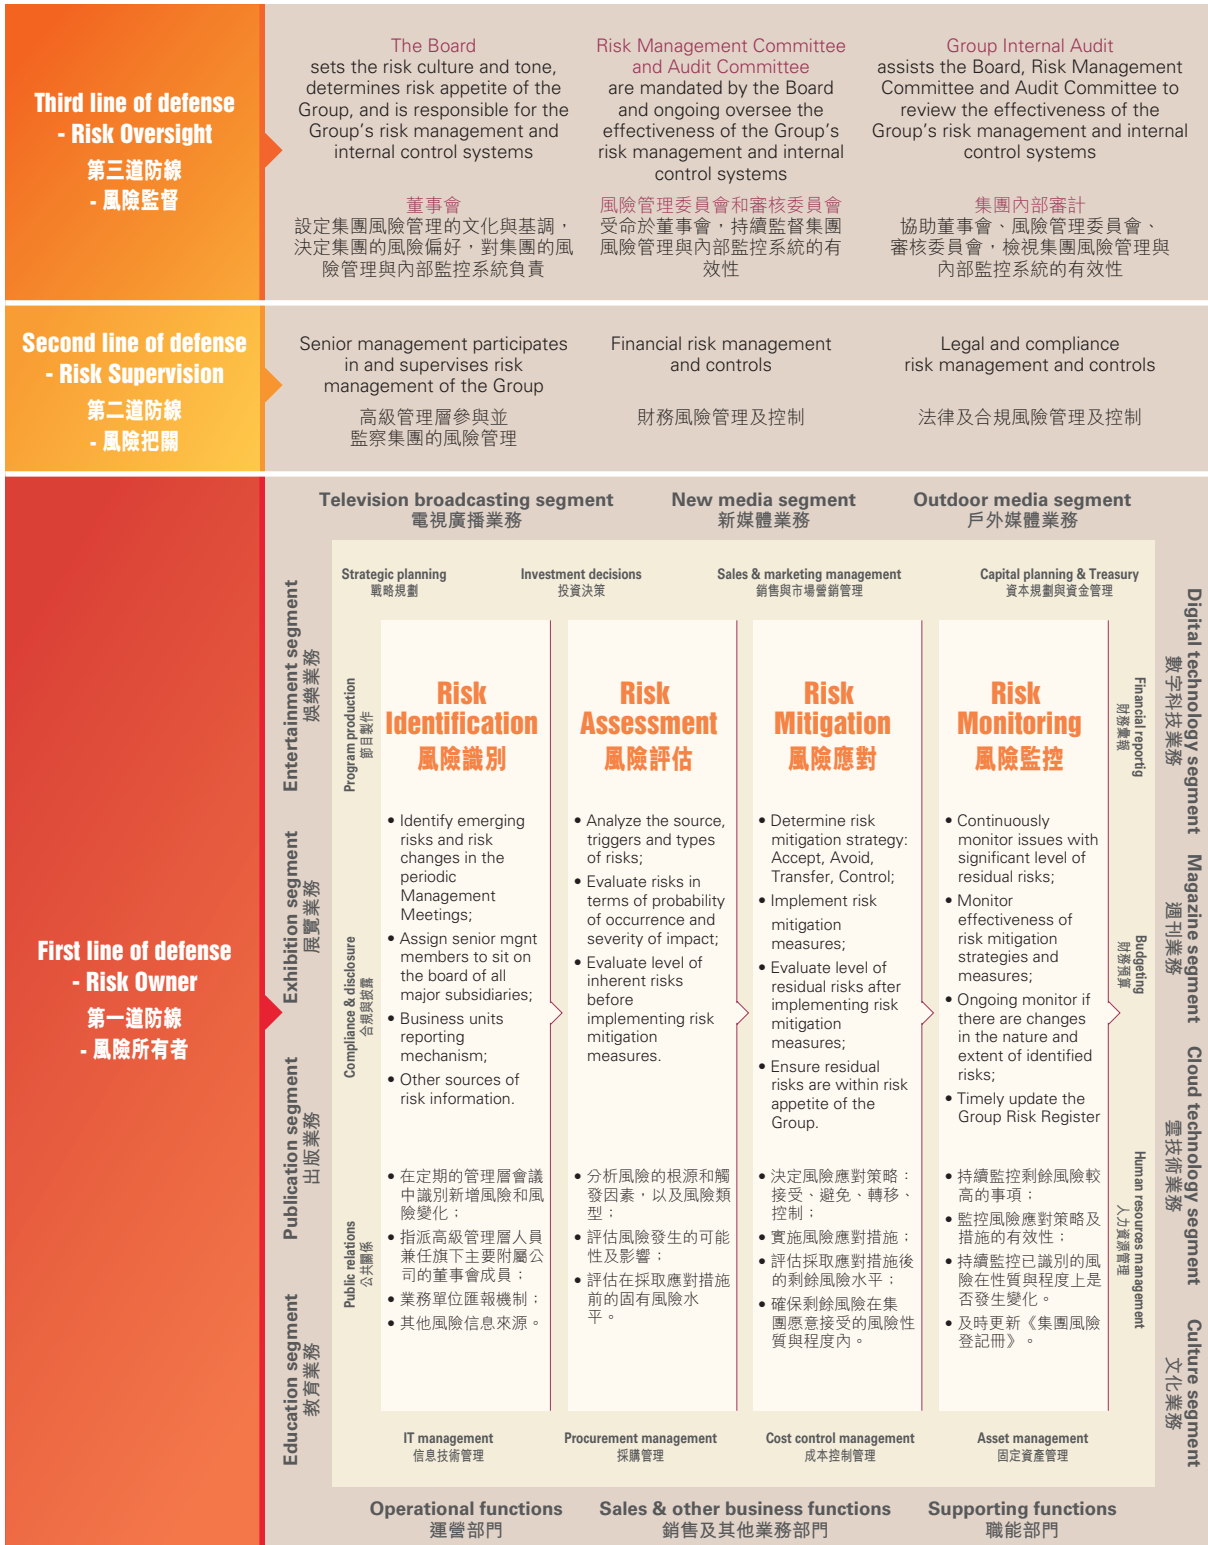 Third line of defense
- Risk Oversight
第三道防線
- 風險監督
The Board
sets the risk culture and tone,
determines risk appetite of the
Group, and is responsible for the
Group's risk management and
internal control systems
董事會
設定集團風險管理的文化與基調，
決定集團的風險偏好，對集團的風
險管理與內部監控系統負責
Risk Management Committee
and Audit Committee
are mandated by the Board
and ongoing oversee the
effectiveness of the Group's
risk management and internal
control systems
風險管理委員會和審核委員會
受命於董事會，持續監督集團
風險管理與內部監控系統的有
效性
Group Internal Audit
assists the Board, Risk Management
Committee and Audit Committee to
review the effectiveness of the
Group's risk management and internal
control systems
集團內部審計
協助董事會、風險管理委員會、
審核委員會，檢視集團風險管理與
內部監控系統的有效性
Second line of defense
- Risk Supervision
第二道防線
- 風險把關
Senior management participates
in and supervises risk
management of the Group
高級管理層參與並
監察集團的風險管理
Financial risk management
and controls
財務風險管理及控制
Legal and compliance
risk management and controls
法律及合規風險管理及控制
First line of defense
- Risk Owner
第一道防線
- 風險所有者
Television broadcasting segment
電視廣播業務
New media segment
新媒體業務
Outdoor media segment
戶外媒體業務
Entertainment segment
娛樂業務
Exhibition segment
展覽業務
Publication segment
出版業務
Education segment
教育業務
Strategic planning
戰略規劃
Investment decisions
投資決策
Sales & marketing management
銷售與市場營銷管理
Capital planning & Treasury
資本規劃與資金管理
Program production
節目製作
Compliance & disclosure
合規與披露
Public relations
公共關係
Risk
Identification
風險識別
• Identify emerging
risks and risk
changes in the
periodic
Management
Meetings;
• Assign senior mgnt
members to sit on
the board of all
major subsidiaries;
• Business units
reporting
mechanism;
• Other sources of
risk information.
• 在定期的管理層會議
中識別新增風險和風
險變化；
• 指派高級管理層人員
兼任旗下主要附屬公
司的董事會成員；
• 業務單位匯報機制；
• 其他風險信息來源。
Risk
Assessment
風險評估
• Analyze the source,
triggers and types
of risks;
• Evaluate risks in
terms of probability
of occurrence and
severity of impact;
• Evaluate level of
inherent risks
before
implementing risk
mitigation
measures.
• 分析風險的根源和觸
發因素，以及風險類
型；
• 評估風險發生的可能
性及影響；
• 評估在採取應對措施
前的固有風險水
平。
Risk
Mitigation
風險應對
• Determine risk
mitigation strategy:
Accept, Avoid,
Transfer, Control;
• Implement risk
mitigation
measures;
• Evaluate level of
residual risks after
implementing risk
mitigation
measures;
• Ensure residual
risks are within risk
appetite of the
Group.
• 決定風險應對策略：
接受、避免、轉移、
控制；
• 實施風險應對措施；
• 評估採取應對措施後
的剩餘風險水平；
• 確保剩餘風險在集
團願意接受的風險性
質與程度內。
Risk
Monitoring
風險監控
• Continuously
monitor issues with
significant level of
residual risks;
• Monitor
effectiveness of
risk mitigation
strategies and
measures;
• Ongoing monitor if
there are changes
in the nature and
extent of identified
risks;
• Timely update the
Group Risk Register
• 持續監控剩餘風險較
高的事項；
• 監控風險應對策略及
措施的有效性；
• 持續監控已識別的風
險在性質與程度上是
否發生變化。
• 及時更新《集團風險
登記冊》。
Financial reportig
財務彙報
Budgeting
財務預算
Human resources management
人力資源管理
IT management
信息技術管理
Procurement management
採購管理
Cost control management
成本控制管理
Asset management
固定資產管理
Digital technology segment
數字科技業務
Magazine segment
週刊業務
Cloud technology segment
雲技術業務
Culture segment
文化業務
Operational functions
運營部門
Sales & other business functions
銷售及其他業務部門
Supporting functions
職能部門